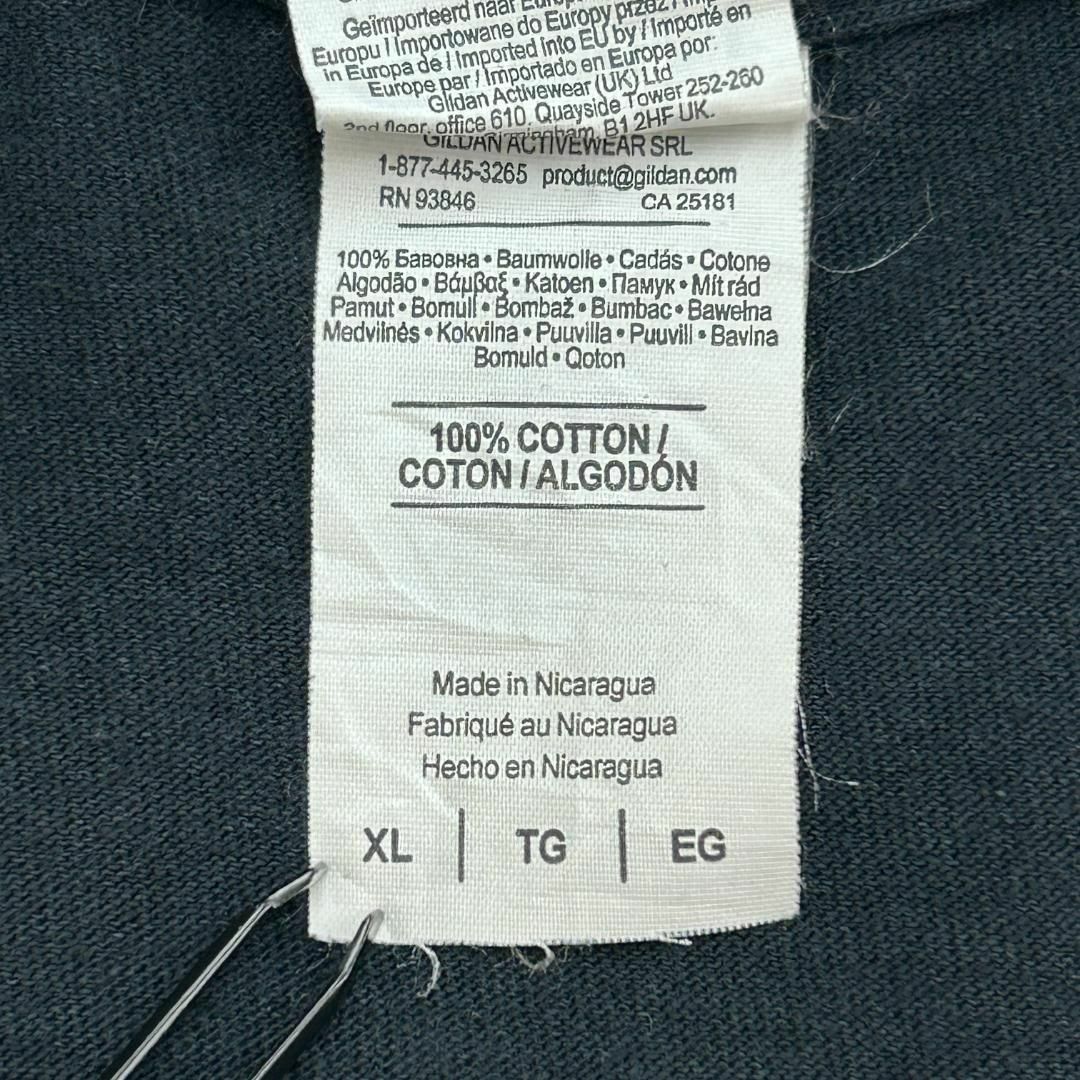 Geïmporteerd naar
Europu / Importowane do Europy przez /
in Europa de / Imported into EU by / Importé en
Europe par / Importado en Europa por:
Gildan Activewear (UK) Ltd
2nd floor, office 610, Quayside Tower 252-260
Birmingham, B1 2HF UK.
GILDAN ACTIVEWEAR SRL
1-877-445-3265 product@gildan.com
RN 93846 CA 25181
100% Бавовна • Baumwolle • Cadás • Cotone
Algodão • Βάμβαξ • Katoen • Памук • Mít rád
Pamut • Bomull • Bombaž • Bumbac • Bawełna
Medvilnės • Kokvilna • Puuvilla • Puuvill • Bavlna
Bomuld • Qoton
100% COTTON /
COTON / ALGODÓN
Made in Nicaragua
Fabriqué au Nicaragua
Hecho en Nicaragua
XL | TG | EG